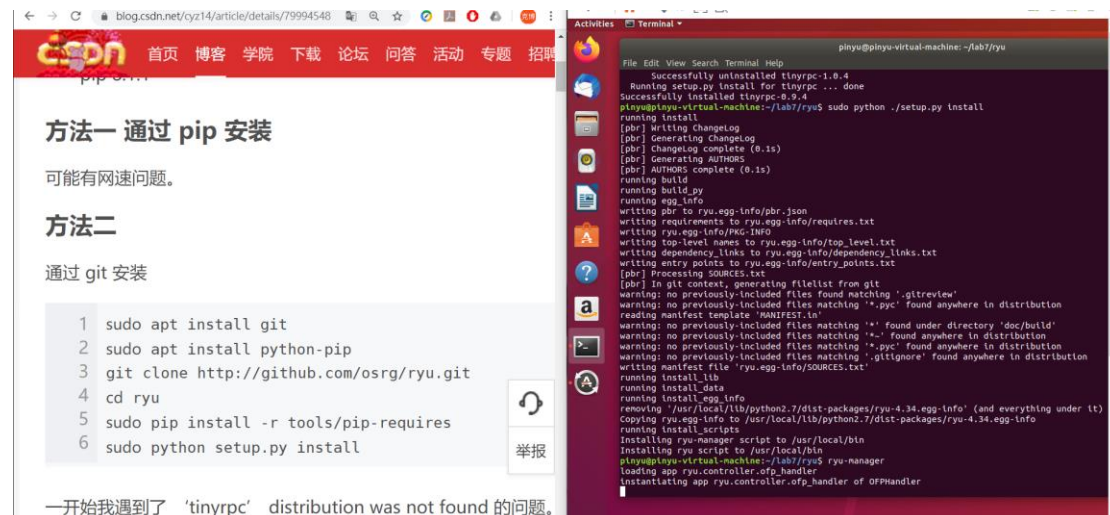 blog.csdn.net/cyz14/article/details/79994548
CSDN 首页 博客 学院 下载 论坛 问答 活动 专题 招聘
方法一 通过 pip 安装
可能有网速问题。
方法二
通过 git 安装
1 sudo apt install git
2 sudo apt install python-pip
3 git clone http://github.com/osrg/ryu.git
4 cd ryu
5 sudo pip install -r tools/pip-requires
6 sudo python setup.py install
举报
一开始我遇到了 ‘tinyrpc’ distribution was not found 的问题。
Activities Terminal
pinyu@pinyu-virtual-machine: ~/lab7/ryu
File Edit View Search Terminal Help
Successfully uninstalled tinyrpc-1.0.4
Running setup.py install for tinyrpc ... done
Successfully installed tinyrpc-0.9.4
pinyu@pinyu-virtual-machine:~/lab7/ryu$ sudo python ./setup.py install
running install
[pbr] Writing ChangeLog
[pbr] Generating ChangeLog
[pbr] ChangeLog complete (0.1s)
[pbr] Generating AUTHORS
[pbr] AUTHORS complete (0.1s)
running build
running build_py
running egg_info
writing pbr to ryu.egg-info/pbr.json
writing requirements to ryu.egg-info/requires.txt
writing ryu.egg-info/PKG-INFO
writing top-level names to ryu.egg-info/top_level.txt
writing dependency_links to ryu.egg-info/dependency_links.txt
writing entry points to ryu.egg-info/entry_points.txt
[pbr] Processing SOURCES.txt
[pbr] In git context, generating filelist from git
warning: no previously-included files found matching '.gitreview'
warning: no previously-included files matching '*.pyc' found anywhere in distribution
reading manifest template 'MANIFEST.in'
warning: no previously-included files matching '*' found under directory 'doc/build'
warning: no previously-included files matching '*~' found anywhere in distribution
warning: no previously-included files matching '*.pyc' found anywhere in distribution
warning: no previously-included files matching '.gitignore' found anywhere in distribution
writing manifest file 'ryu.egg-info/SOURCES.txt'
running install_lib
running install_data
running install_egg_info
removing '/usr/local/lib/python2.7/dist-packages/ryu-4.34.egg-info' (and everything under it)
Copying ryu.egg-info to /usr/local/lib/python2.7/dist-packages/ryu-4.34.egg-info
running install_scripts
Installing ryu-manager script to /usr/local/bin
Installing ryu script to /usr/local/bin
pinyu@pinyu-virtual-machine:~/lab7/ryu$ ryu-manager
loading app ryu.controller.ofp_handler
instantiating app ryu.controller.ofp_handler of OFPHandler